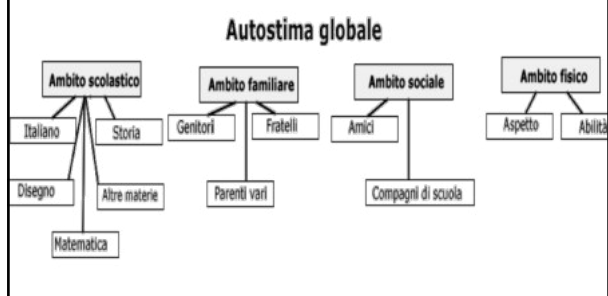 Autostima globale
Ambito scolastico
Ambito familiare
Ambito sociale
Ambito fisico
Italiano
Storia
Genitori
Fratelli
Amici
Aspetto
Abilità
Disegno
Altre materie
Parenti vari
Compagni di scuola
Matematica